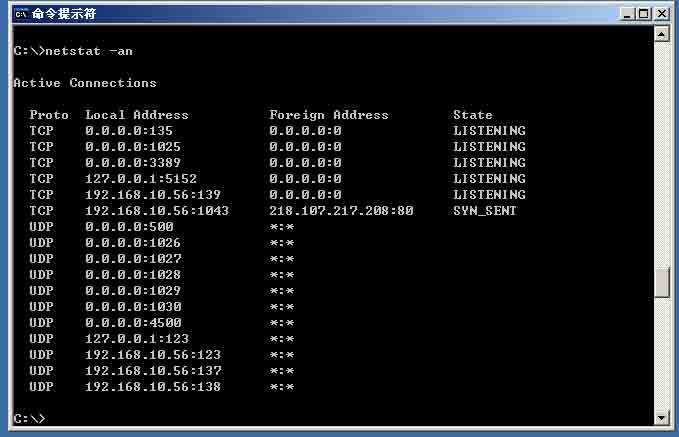 命令提示符
C:\>netstat -an
Active Connections
Proto  Local Address          Foreign Address        State
TCP    0.0.0.0:135            0.0.0.0:0              LISTENING
TCP    0.0.0.0:1025           0.0.0.0:0              LISTENING
TCP    0.0.0.0:3389           0.0.0.0:0              LISTENING
TCP    127.0.0.1:5152         0.0.0.0:0              LISTENING
TCP    192.168.10.56:139      0.0.0.0:0              LISTENING
TCP    192.168.10.56:1043     218.107.217.208:80     SYN_SENT
UDP    0.0.0.0:500            *:*
UDP    0.0.0.0:1026           *:*
UDP    0.0.0.0:1027           *:*
UDP    0.0.0.0:1028           *:*
UDP    0.0.0.0:1029           *:*
UDP    0.0.0.0:1030           *:*
UDP    0.0.0.0:4500           *:*
UDP    127.0.0.1:123          *:*
UDP    192.168.10.56:123      *:*
UDP    192.168.10.56:137      *:*
UDP    192.168.10.56:138      *:*
C:\>